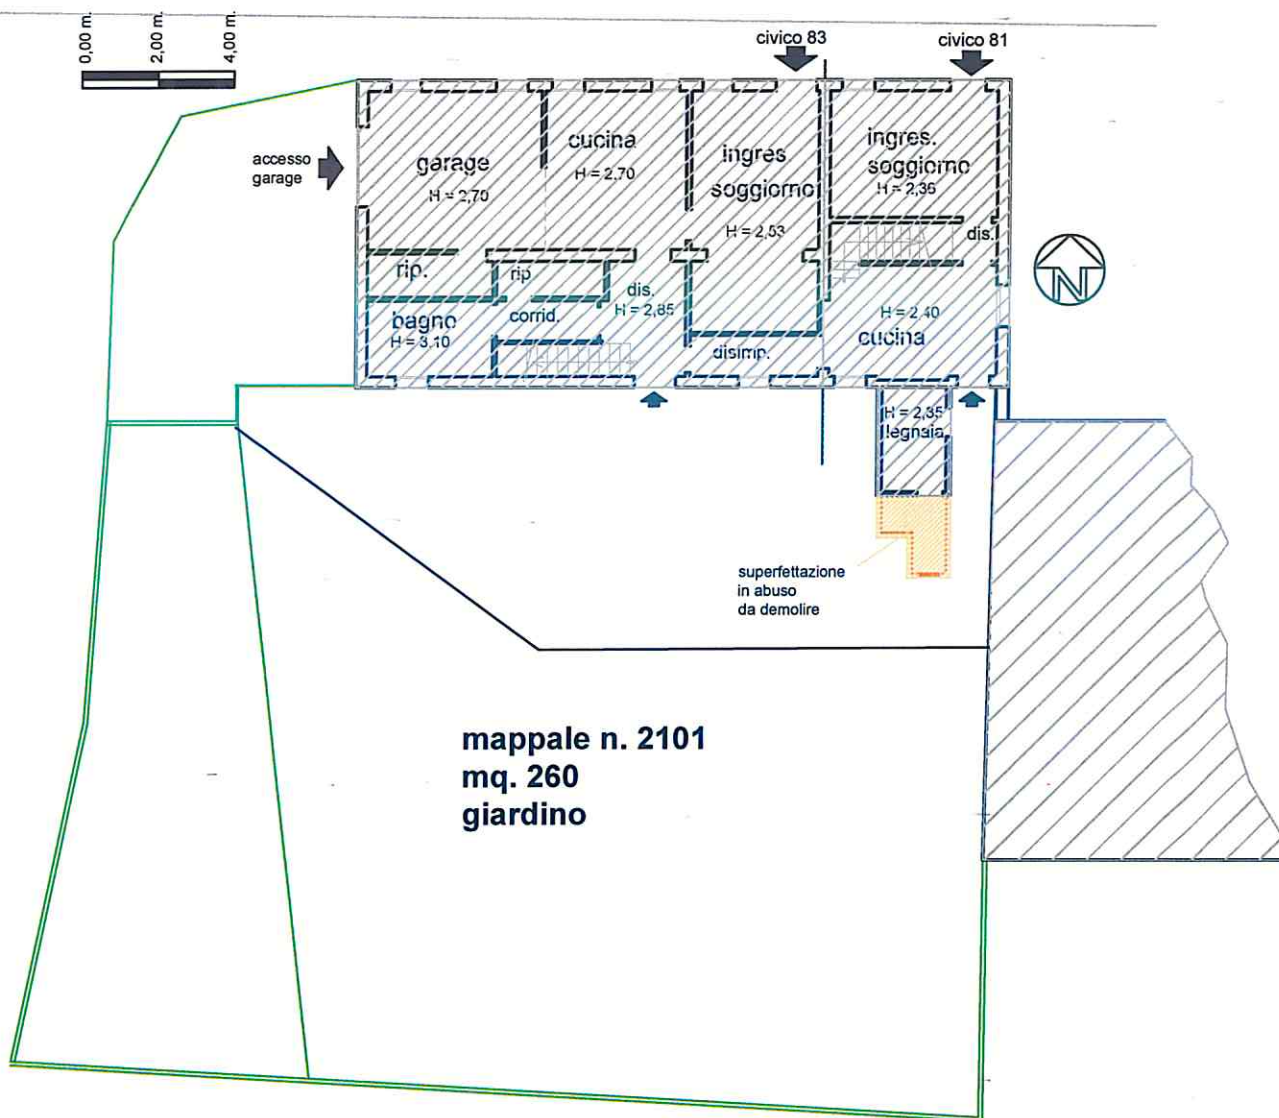 0,00 m.
2,00 m.
4,00 m.
civico 83
civico 81
accesso
garage
garage
H = 2,70
cucina
H = 2,70
ingres
soggiorno
H = 2,53
ingres.
soggiorno
H = 2,36
dis.
rip.
rip
dis.
H = 2,85
bagno
H = 3,10
corrid.
disimp.
H = 2,40
cucina
N
H = 2,35
legnaia
superfettazione
in abuso
da demolire
mappale n. 2101
mq. 260
giardino